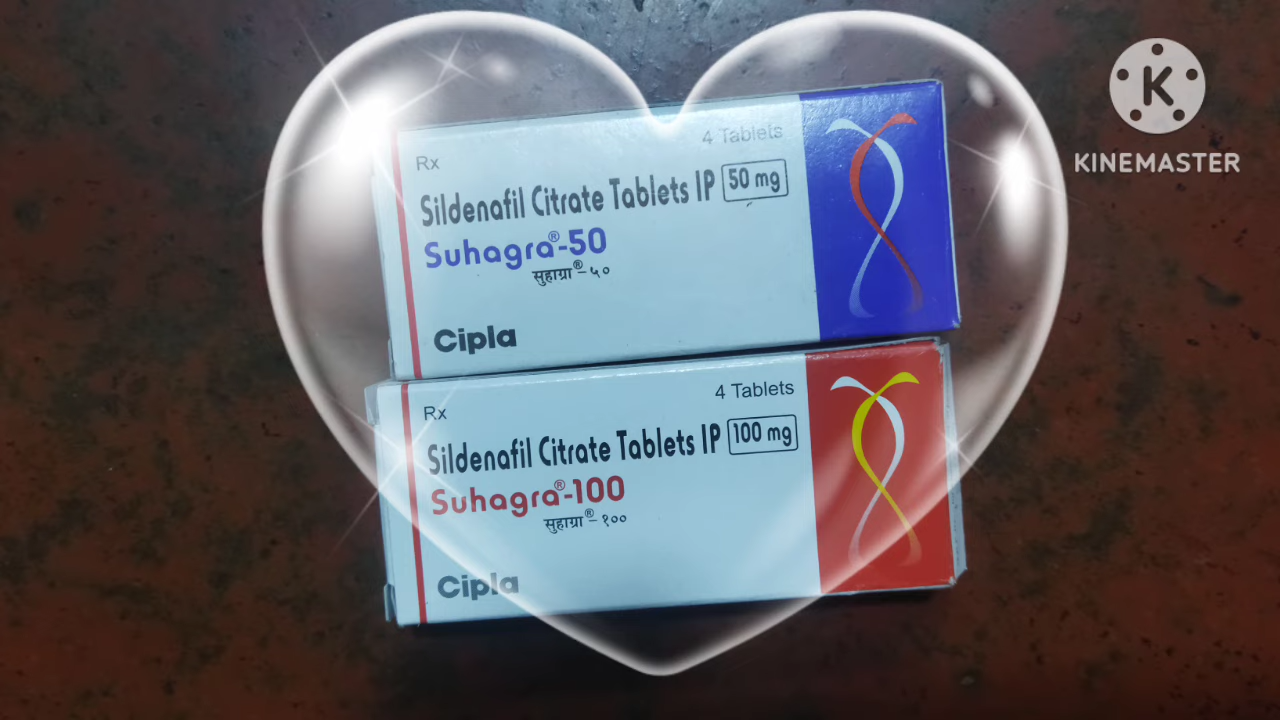 K
KINEMASTER
4 Tablets
Rx
Sildenafil Citrate Tablets IP 50 mg
Suhagra®-50
सुहाग्रा®-५०
Cipla
4 Tablets
Rx
Sildenafil Citrate Tablets IP 100 mg
Suhagra®-100
सुहाग्रा®-१००
Cipla